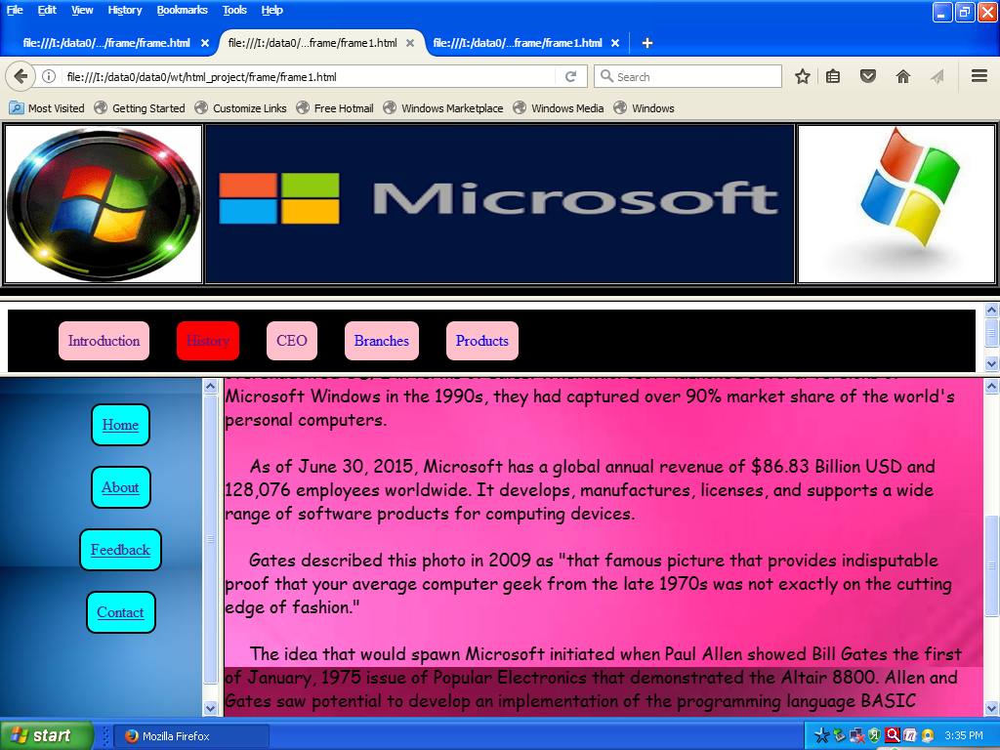 File Edit View History Bookmarks Tools Help
file:///I:/data0/.../frame/frame.html file:///I:/data0/...frame/frame1.html file:///I:/data0/...frame/frame1.html
file:///I:/data0/data0/wt/html_project/frame/frame1.html Search
Most Visited Getting Started Customize Links Free Hotmail Windows Marketplace Windows Media Windows
Microsoft
Introduction History CEO Branches Products
Home
About
Feedback
Contact
Microsoft Windows in the 1990s, they had captured over 90% market share of the world's
personal computers.
As of June 30, 2015, Microsoft has a global annual revenue of $86.83 Billion USD and
128,076 employees worldwide. It develops, manufactures, licenses, and supports a wide
range of software products for computing devices.
Gates described this photo in 2009 as "that famous picture that provides indisputable
proof that your average computer geek from the late 1970s was not exactly on the cutting
edge of fashion."
The idea that would spawn Microsoft initiated when Paul Allen showed Bill Gates the first
of January, 1975 issue of Popular Electronics that demonstrated the Altair 8800. Allen and
Gates saw potential to develop an implementation of the programming language BASIC
start Mozilla Firefox 3:35 PM